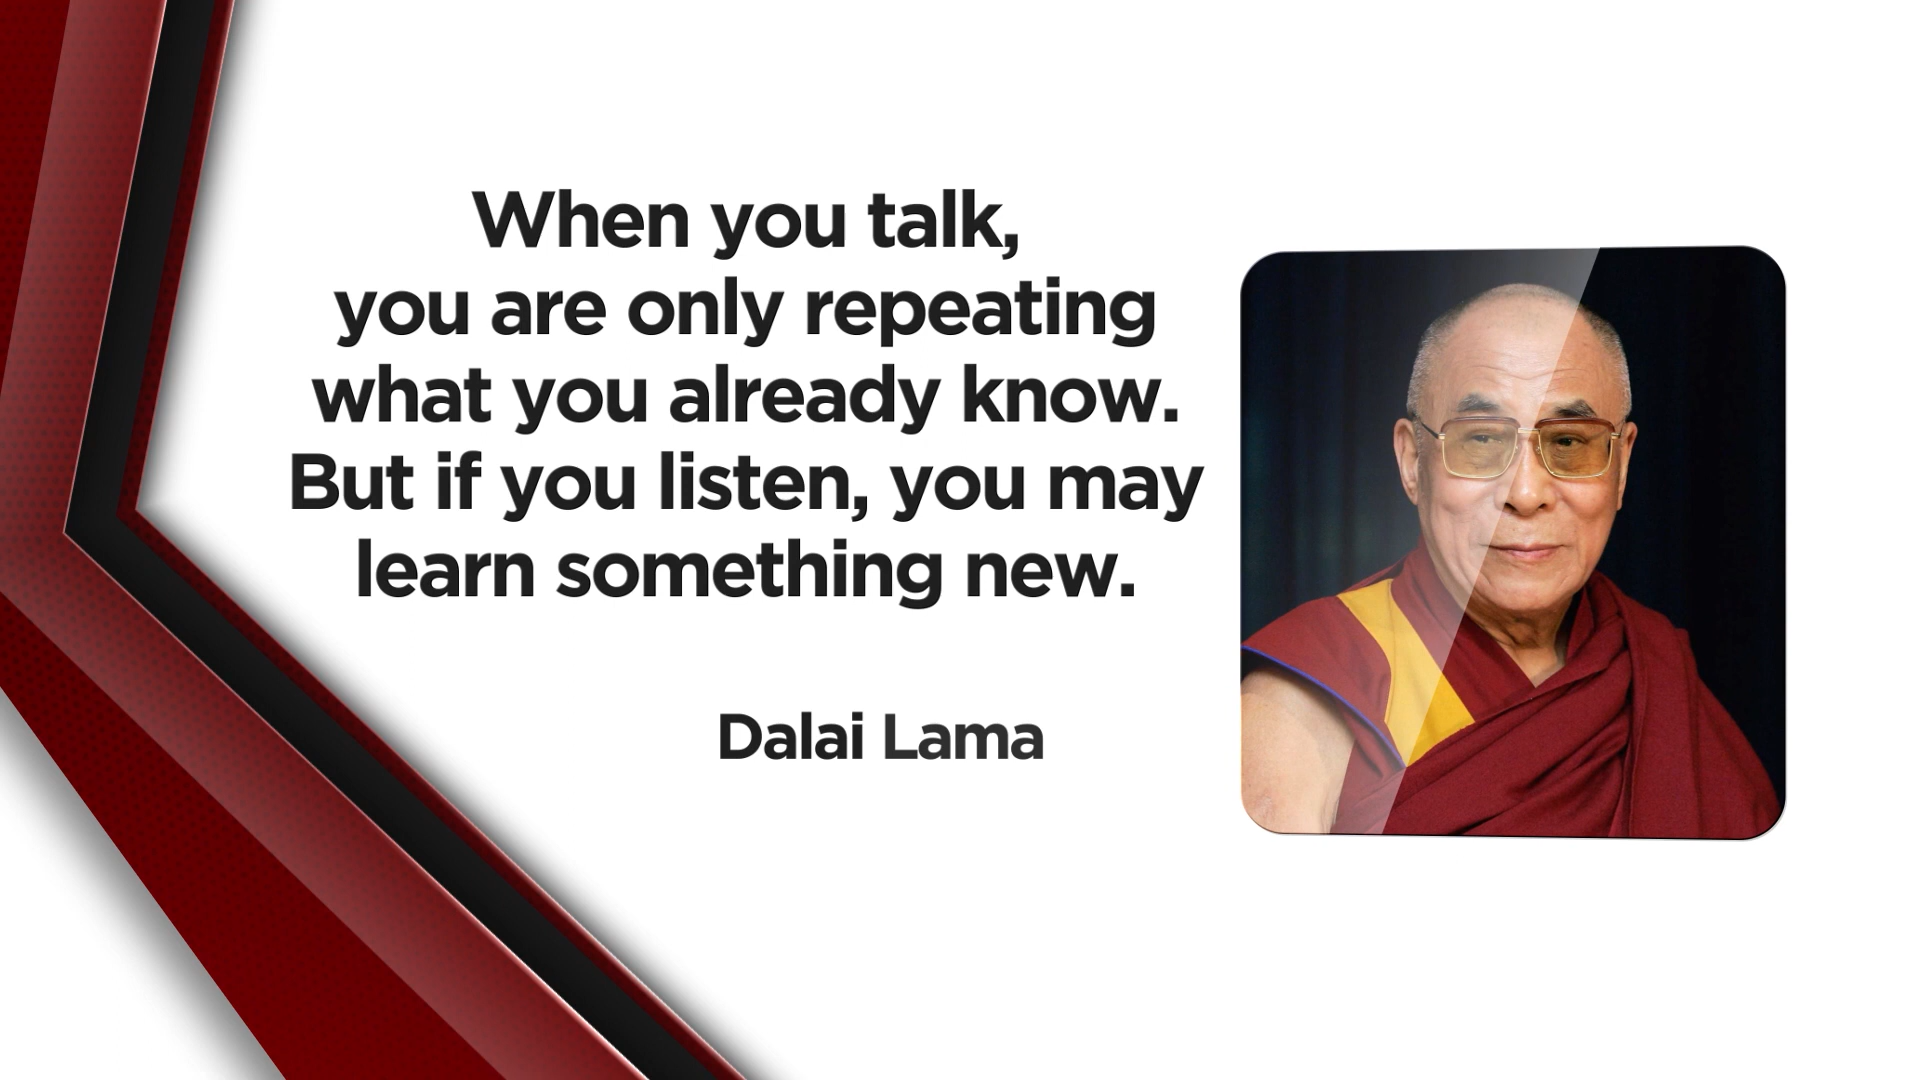 When you talk,
you are only repeating
what you already know.
But if you listen, you may
learn something new.
Dalai Lama